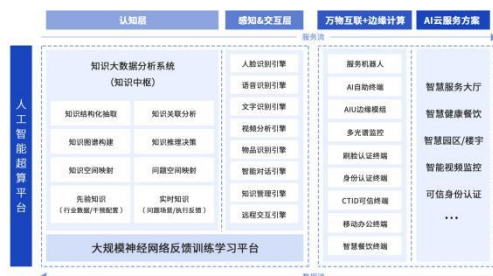 认知层
感知&交互层
万物互联+边缘计算
AI云服务方案
服务流
人工智能超算平台
知识大数据分析系统
(知识中枢)
知识结构化抽取
知识关联分析
知识图谱构建
知识推理决策
知识空间映射
问题空间映射
先验知识
(行业数据/干预配置)
实时知识
(问题场景/执行反馈)
人脸识别引擎
语音识别引擎
文字识别引擎
视频分析引擎
物品识别引擎
智能对话引擎
知识管理引擎
远程交互引擎
大规模神经网络反馈训练学习平台
服务机器人
AI自助终端
AIU边缘模组
多光谱监控
刷脸认证终端
身份认证终端
CTID可信终端
移动办公终端
智慧餐饮终端
智慧服务大厅
智慧健康餐厅
智慧园区/楼宇
智能视频监控
可信身份认证
...
数据流